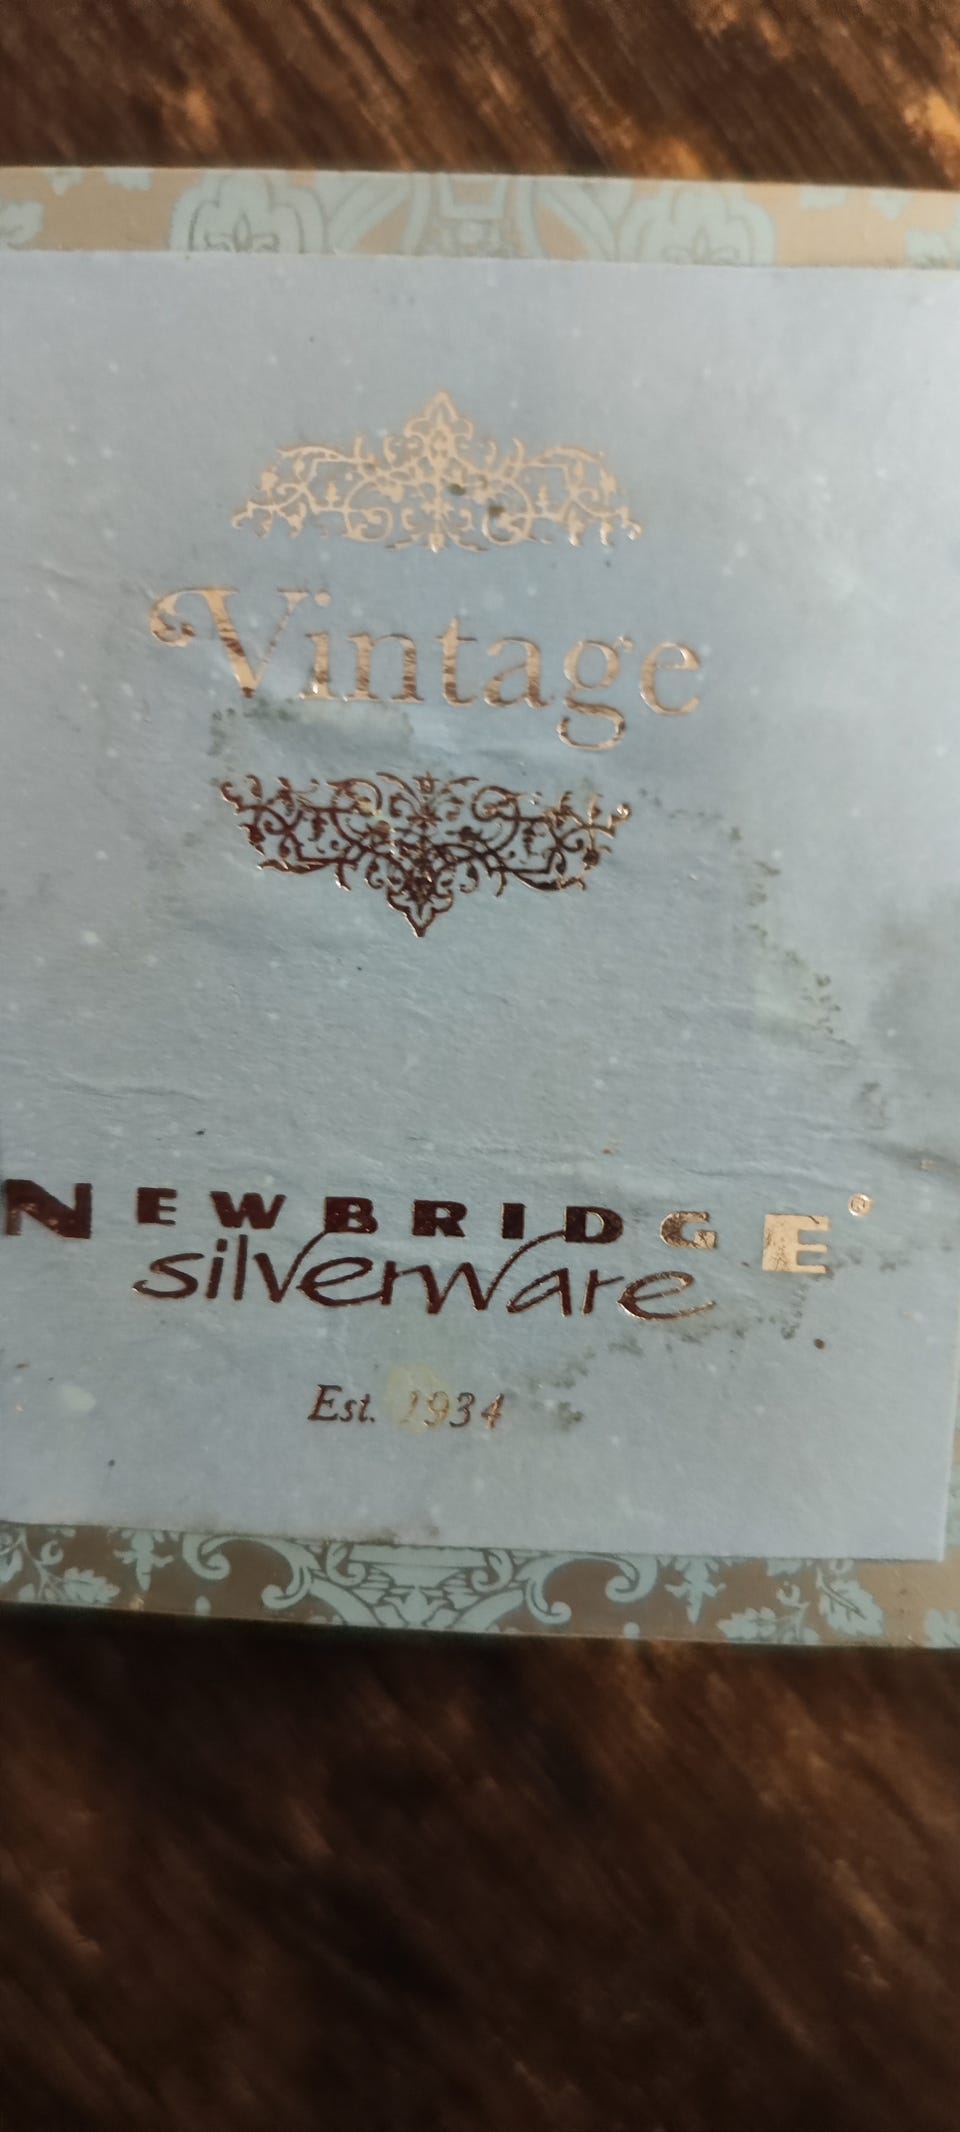 Vintage
NEWBRIDGE®
silverware
Est. 1934